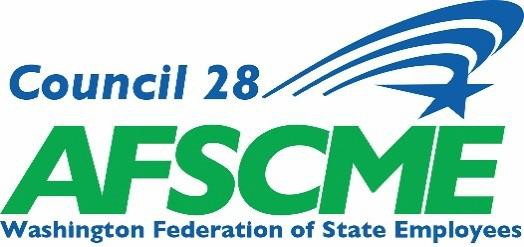 Council 28
AFSCME
Washington Federation of State Employees